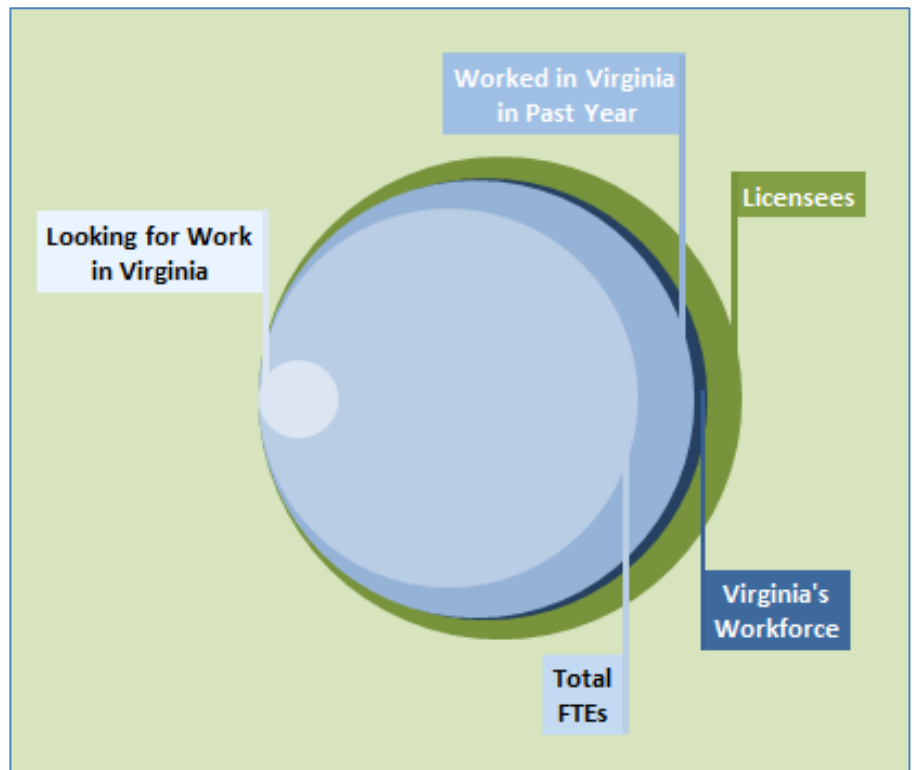 Worked in Virginia
in Past Year
Licensees
Looking for Work
in Virginia
Virginia's
Workforce
Total
FTEs